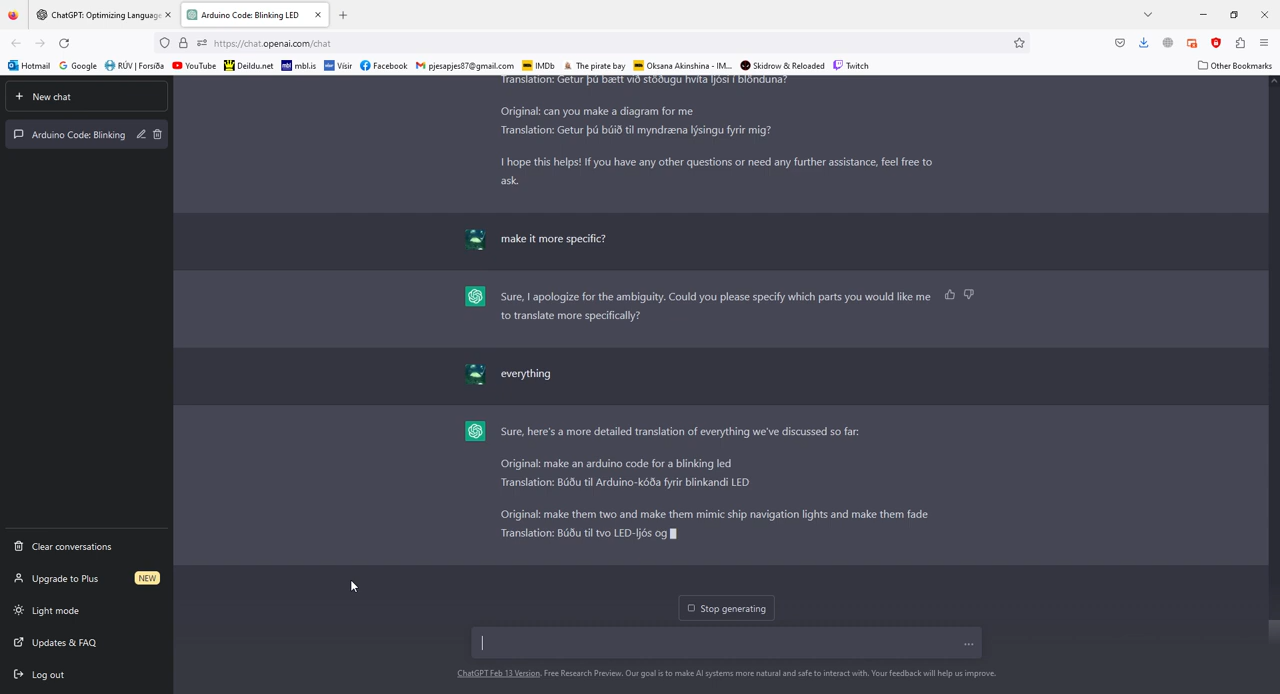 ChatGPT: Optimizing Language
Arduino Code: Blinking LED
https://chat.openai.com/chat
Hotmail
Google
RÚV | Forsíða
YouTube
Deildu.net
mbl.is
Vísir
Facebook
pjesapjes87@gmail.com
IMDb
The pirate bay
Oksana Akinshina - IM...
Skidrow & Reloaded
Twitch
Other Bookmarks
New chat
Arduino Code: Blinking
Translation: Getur þú bætt við stöðugu hvíta ljósi í blönduna?
Original: can you make a diagram for me
Translation: Getur þú búið til myndræna lýsingu fyrir mig?
I hope this helps! If you have any other questions or need any further assistance, feel free to
ask.
make it more specific?
Sure, I apologize for the ambiguity. Could you please specify which parts you would like me
to translate more specifically?
everything
Sure, here's a more detailed translation of everything we've discussed so far:
Original: make an arduino code for a blinking led
Translation: Búðu til Arduino-kóða fyrir blinkandi LED
Original: make them two and make them mimic ship navigation lights and make them fade
Translation: Búðu til tvo LED-ljós og
Clear conversations
Upgrade to Plus
NEW
Light mode
Updates & FAQ
Log out
Stop generating
ChatGPT Feb 13 Version. Free Research Preview. Our goal is to make AI systems more natural and safe to interact with. Your feedback will help us improve.